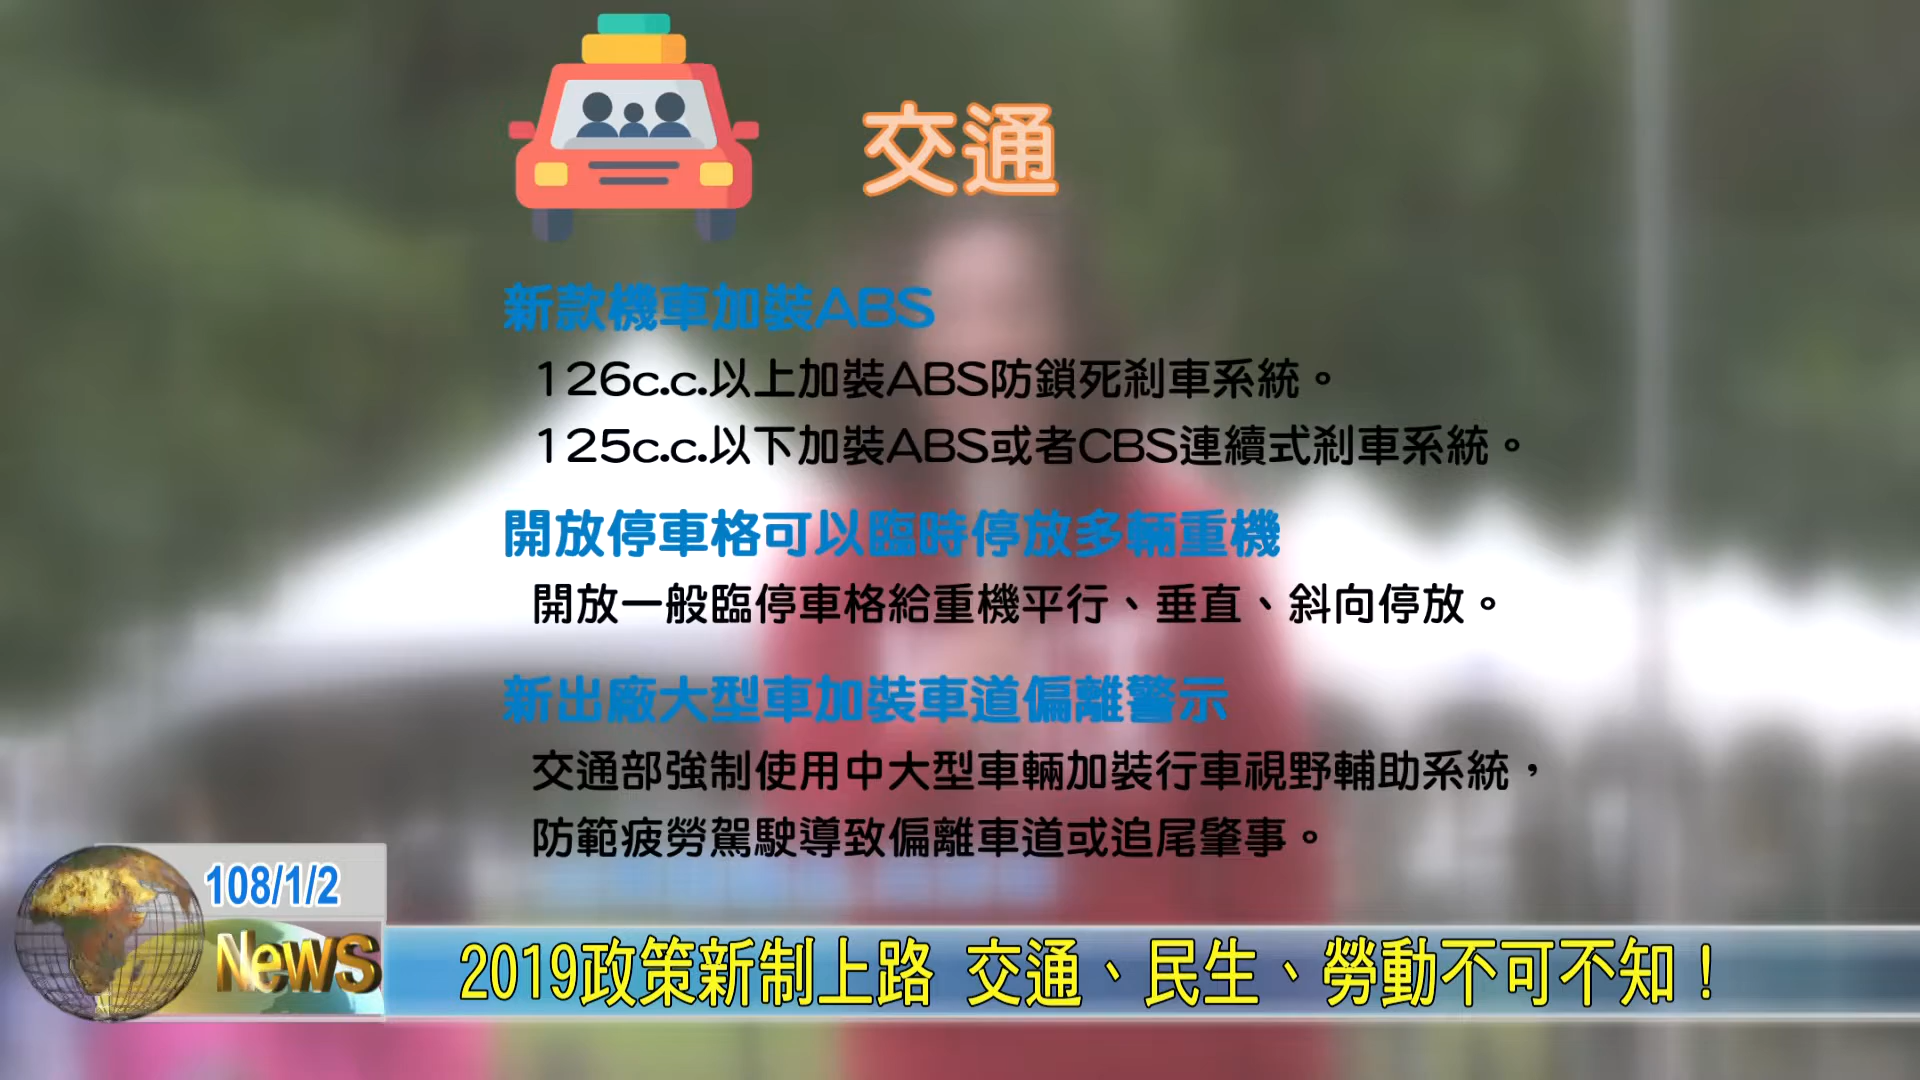 交通
新款機車加裝ABS
126c.c.以上加裝ABS防鎖死剎車系統。
125c.c.以下加裝ABS或者CBS連續式剎車系統。
開放停車格可以臨時停放多輛重機
開放一般臨停車格給重機平行、垂直、斜向停放。
新出廠大型車加裝車道偏離警示
交通部強制使用中大型車輛加裝行車視野輔助系統，
防範疲勞駕駛導致偏離車道或追尾肇事。
108/1/2
NewS
2019政策新制上路 交通、民生、勞動不可不知！